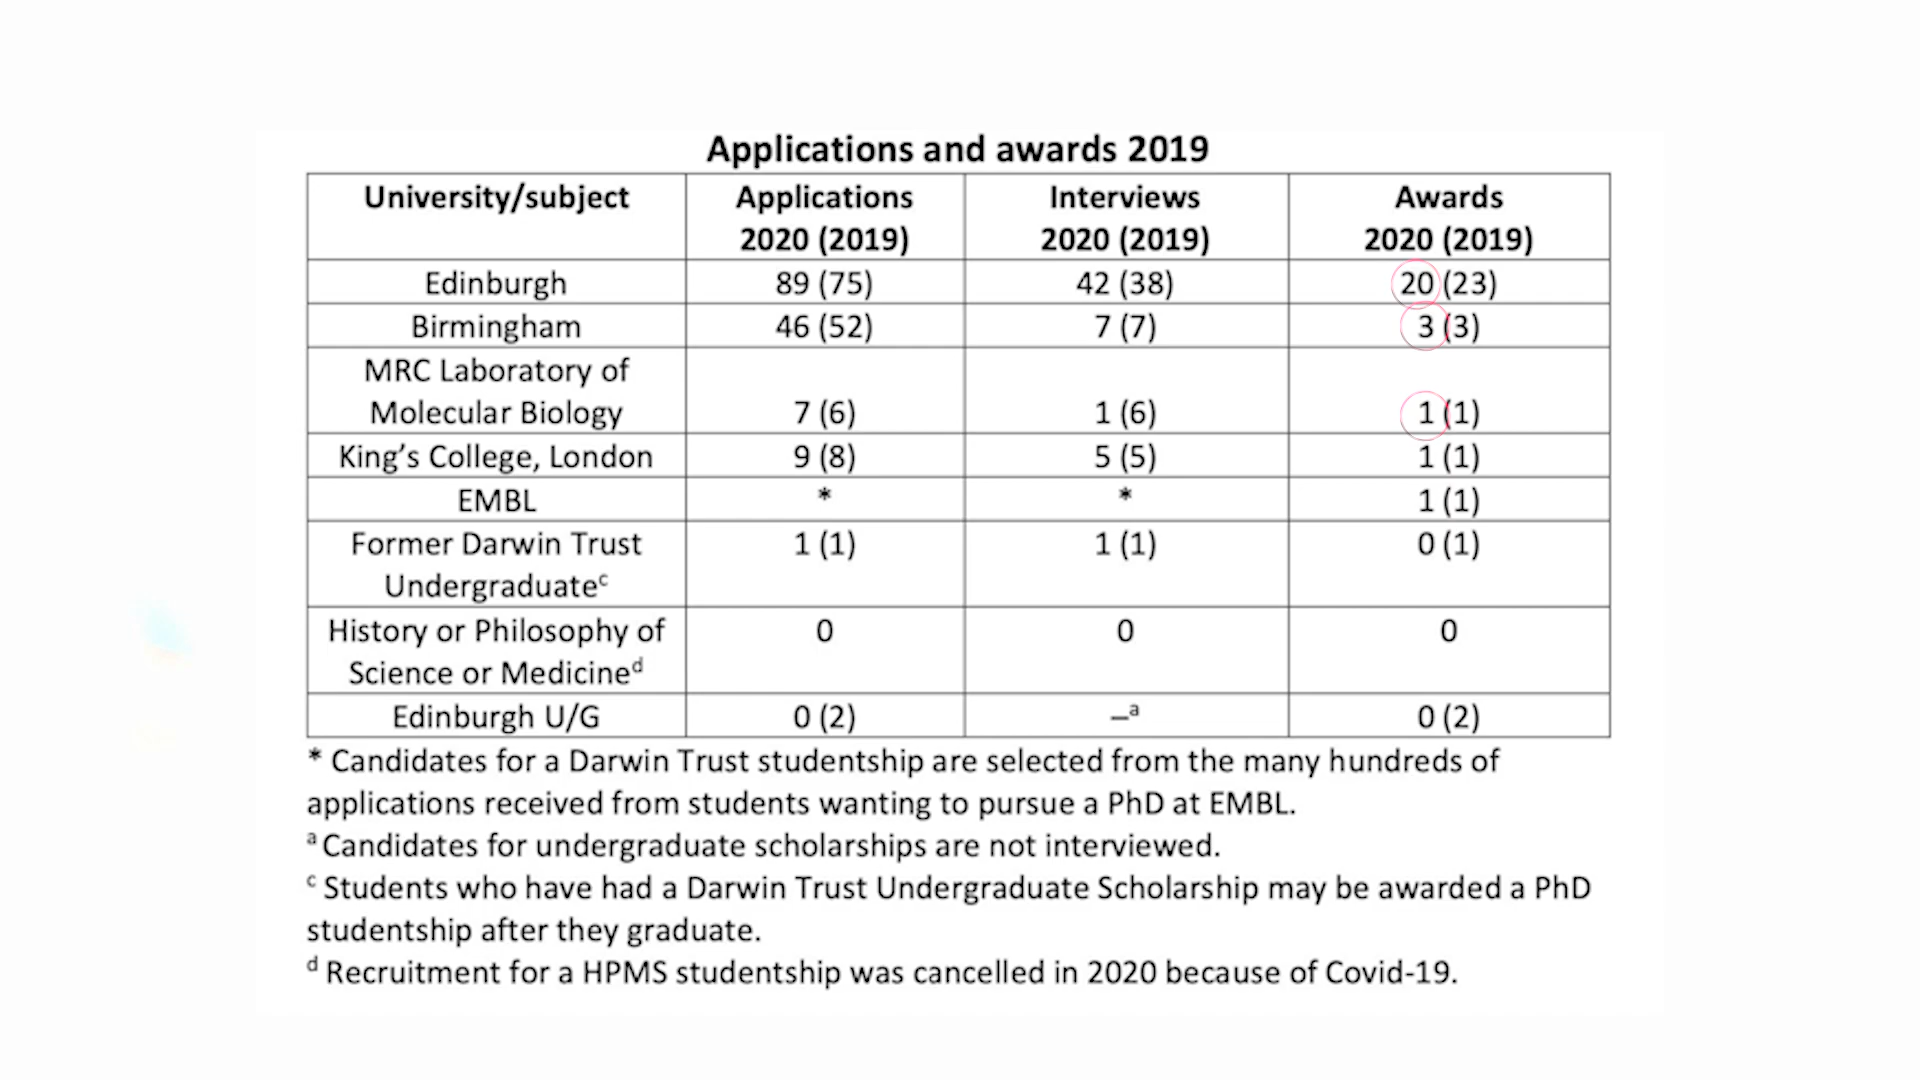 Applications and awards 2019
University/subject Applications Interviews Awards
2020 (2019) 2020 (2019) 2020 (2019)
Edinburgh 89 (75) 42 (38) 20 (23)
Birmingham 46 (52) 7 (7) 3 (3)
MRC Laboratory of
Molecular Biology 7 (6) 1 (6) 1 (1)
King’s College, London 9 (8) 5 (5) 1 (1)
EMBL * * 1 (1)
Former Darwin Trust 1 (1) 1 (1) 0 (1)
Undergraduateᶜ
History or Philosophy of 0 0 0
Science or Medicineᵈ
Edinburgh U/G 0 (2) –ᵃ 0 (2)
* Candidates for a Darwin Trust studentship are selected from the many hundreds of
applications received from students wanting to pursue a PhD at EMBL.
ᵃ Candidates for undergraduate scholarships are not interviewed.
ᶜ Students who have had a Darwin Trust Undergraduate Scholarship may be awarded a PhD
studentship after they graduate.
ᵈ Recruitment for a HPMS studentship was cancelled in 2020 because of Covid-19.